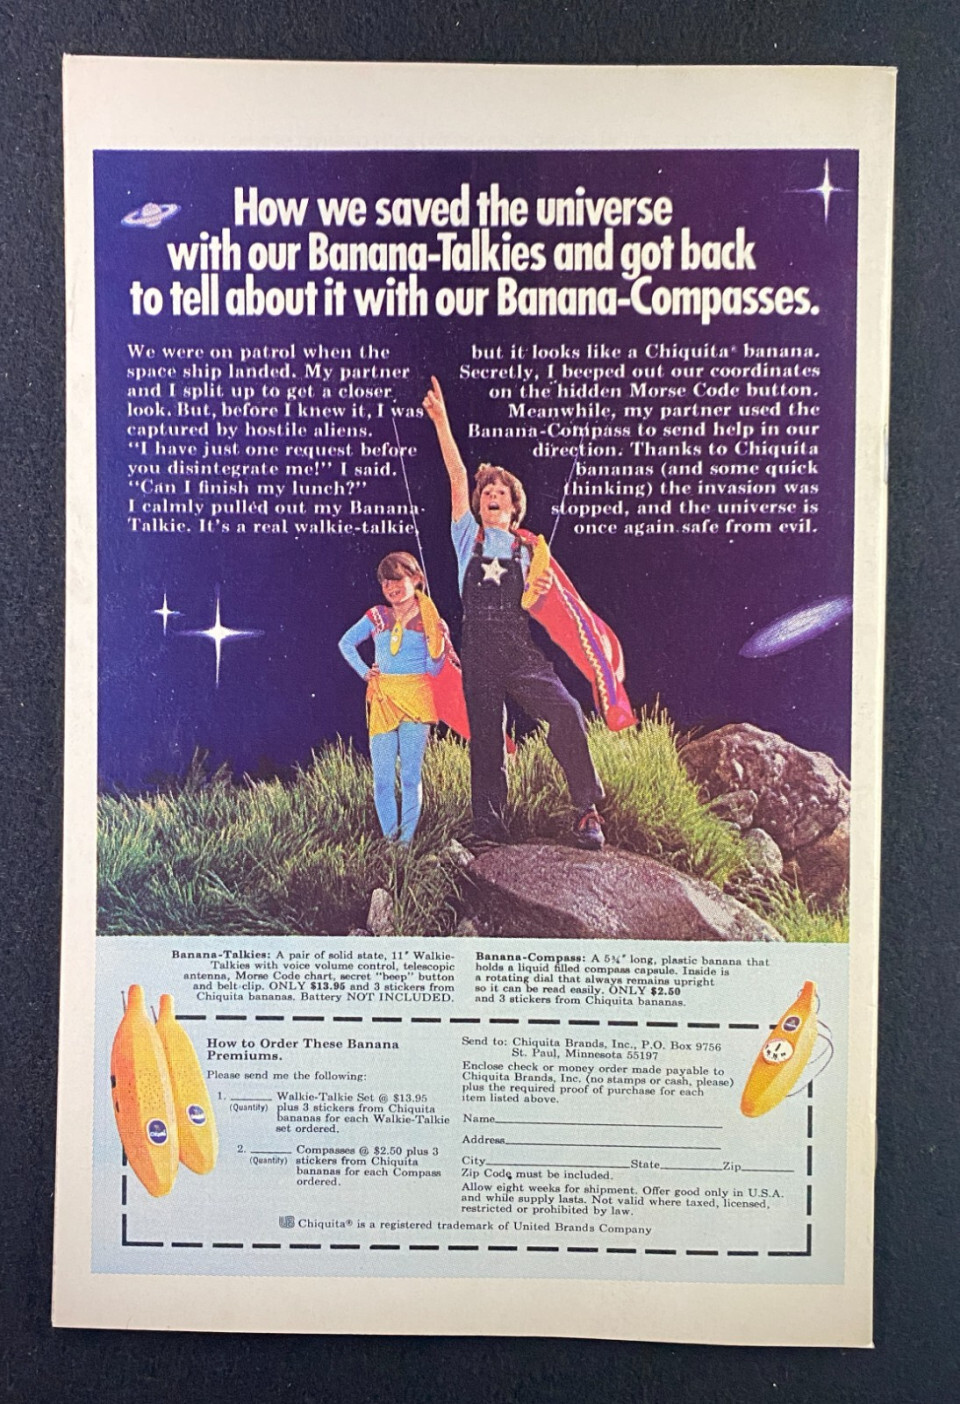 How we saved the universe
with our Banana-Talkies and got back
to tell about it with our Banana-Compasses.
We were on patrol when the
space ship landed. My partner
and I split up to get a closer
look. But, before I knew it, I was
captured by hostile aliens.
"I have just one request before
you disintegrate me!" I said.
"Can I finish my lunch?"
I calmly pulled out my Banana-
Talkie. It's a real walkie-talkie
but it looks like a Chiquita® banana.
Secretly, I beeped out our coordinates
on the hidden Morse Code button.
Meanwhile, my partner used the
Banana-Compass to send help in our
direction. Thanks to Chiquita
bananas (and some quick
thinking) the invasion was
stopped, and the universe is
once again safe from evil.
Banana-Talkies: A pair of solid state, 11" Walkie-
Talkies with voice volume control, telescopic
antenna, Morse Code chart, secret "beep" button
and belt clip. ONLY $13.95 and 3 stickers from
Chiquita bananas. Battery NOT INCLUDED.
Banana-Compass: A 5¾" long, plastic banana that
holds a liquid filled compass capsule. Inside is
a rotating dial that always remains upright
so it can be read easily. ONLY $2.50
and 3 stickers from Chiquita bananas.
How to Order These Banana
Premiums.
Please send me the following:
1. ______ Walkie-Talkie Set @ $13.95
(Quantity) plus 3 stickers from Chiquita
bananas for each Walkie-Talkie
set ordered.
2. ______ Compasses @ $2.50 plus 3
(Quantity) stickers from Chiquita
bananas for each Compass
ordered.
Send to: Chiquita Brands, Inc., P.O. Box 9756
St. Paul, Minnesota 55197
Enclose check or money order made payable to
Chiquita Brands, Inc. (no stamps or cash, please)
plus the required proof of purchase for each
item listed above.
Name
Address
City State Zip
Zip Code must be included.
Allow eight weeks for shipment. Offer good only in U.S.A.
and while supply lasts. Not valid where taxed, licensed,
restricted or prohibited by law.
UB Chiquita® is a registered trademark of United Brands Company